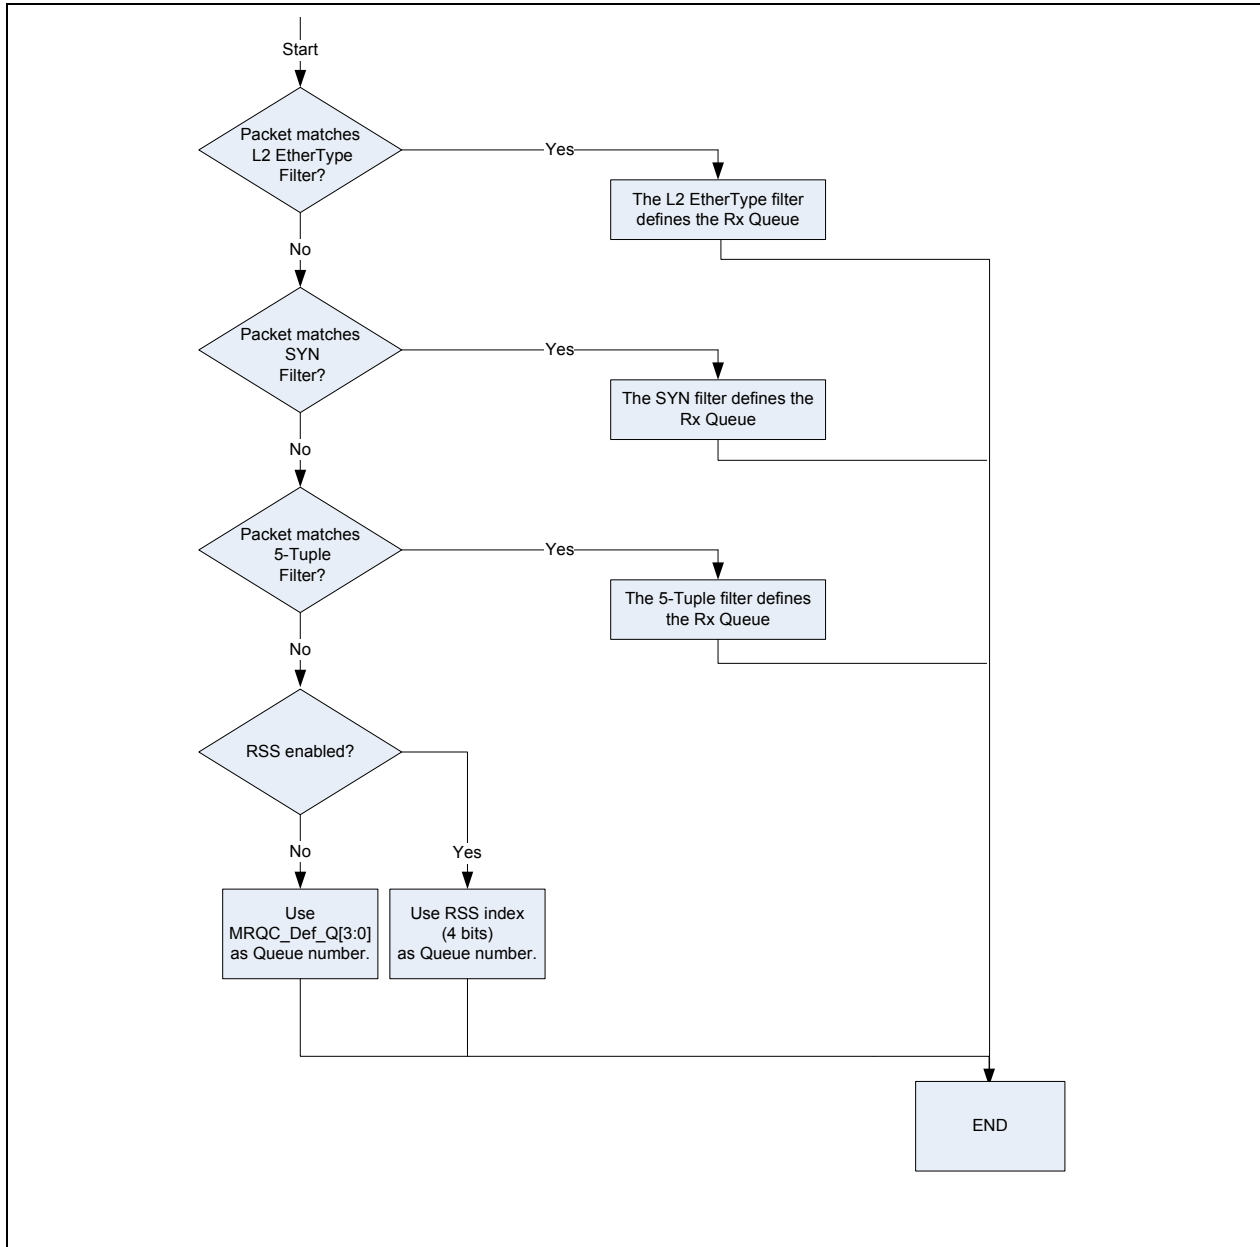 Start
Packet matches
L2 EtherType
Filter?
Yes
The L2 EtherType filter
defines the Rx Queue
No
Packet matches
SYN
Filter?
Yes
The SYN filter defines the
Rx Queue
No
Packet matches
5-Tuple
Filter?
Yes
The 5-Tuple filter defines
the Rx Queue
No
RSS enabled?
No
Yes
Use
MRQC_Def_Q[3:0]
as Queue number.
Use RSS index
(4 bits)
as Queue number.
END